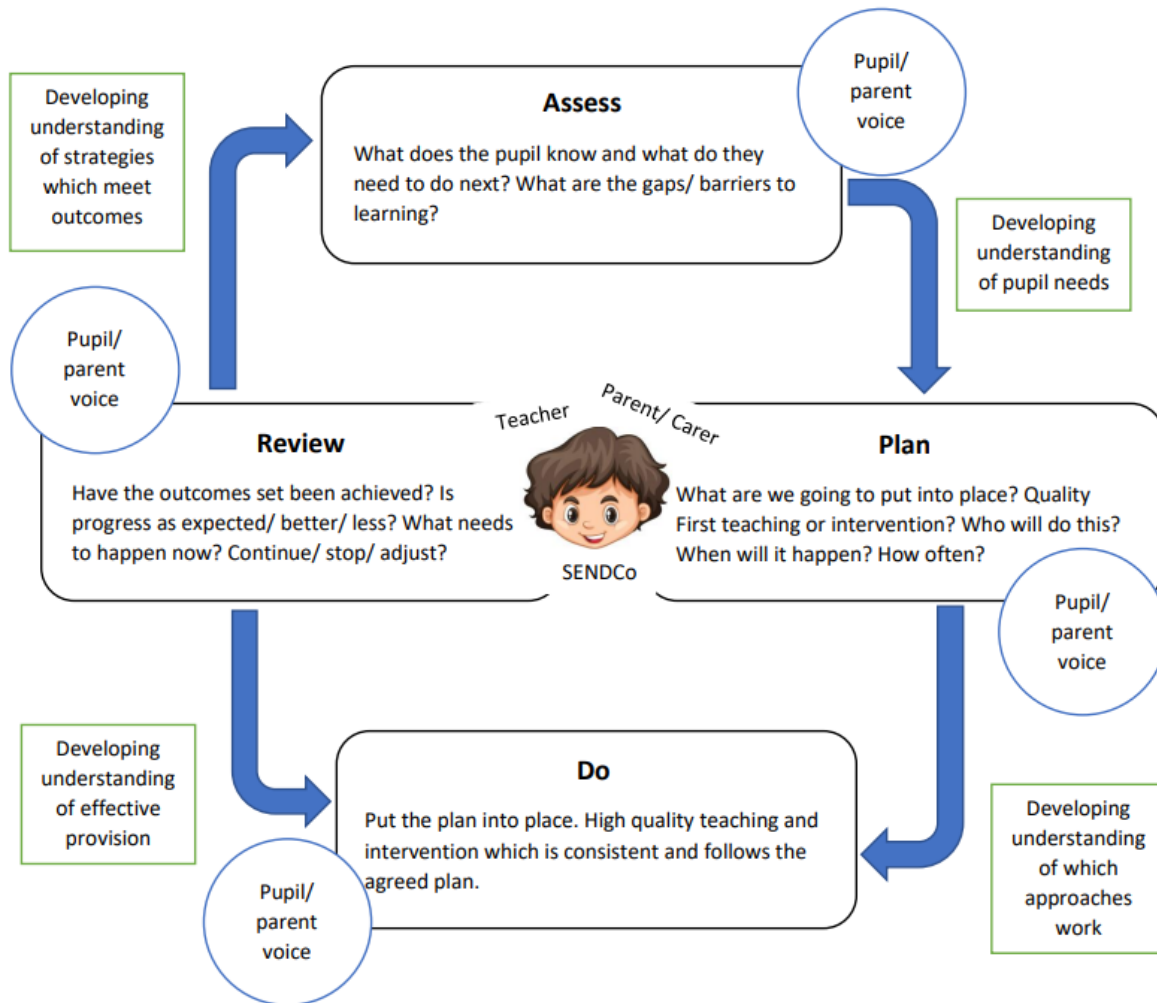 Developing
understanding
of strategies
which meet
outcomes
Assess
What does the pupil know and what do they
need to do next? What are the gaps/ barriers to
learning?
Pupil/
parent
voice
Developing
understanding
of pupil needs
Pupil/
parent
voice
Review
Have the outcomes set been achieved? Is
progress as expected/ better/ less? What needs
to happen now? Continue/ stop/ adjust?
Teacher
Parent/ Carer
SENDCo
Plan
What are we going to put into place? Quality
First teaching or intervention? Who will do this?
When will it happen? How often?
Pupil/
parent
voice
Developing
understanding
of effective
provision
Do
Put the plan into place. High quality teaching and
intervention which is consistent and follows the
agreed plan.
Pupil/
parent
voice
Developing
understanding
of which
approaches
work